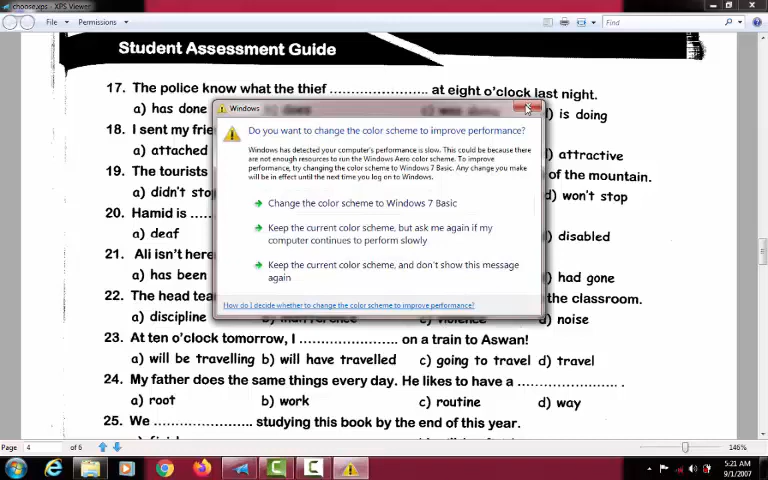 choose.xps - XPS Viewer
File Permissions Find
Student Assessment Guide
17. The police know what the thief ...................... at eight o'clock last night.
a) has done d) is doing
18. I sent my frie
a) attached d) attractive
19. The tourists of the mountain.
a) didn't stop d) won't stop
20. Hamid is ......
a) deaf d) disabled
21. Ali isn't here
a) has been d) had gone
22. The head tea the classroom.
a) discipline b) indifference c) violence d) noise
23. At ten o'clock tomorrow, I ...................... on a train to Aswan!
a) will be travelling b) will have travelled c) going to travel d) travel
24. My father does the same things every day. He likes to have a ...................... .
a) root b) work c) routine d) way
25. We ...................... studying this book by the end of this year.
Windows
Do you want to change the color scheme to improve performance?
Windows has detected your computer's performance is slow. This could be because there
are not enough resources to run the Windows Aero color scheme. To improve
performance, try changing the color scheme to Windows 7 Basic. Any change you make
will be in effect until the next time you log on to Windows.
Change the color scheme to Windows 7 Basic
Keep the current color scheme, but ask me again if my
computer continues to perform slowly
Keep the current color scheme, and don't show this message
again
How do I decide whether to change the color scheme to improve performance?
Page 4 of 6 146%
5:21 AM
9/1/2007